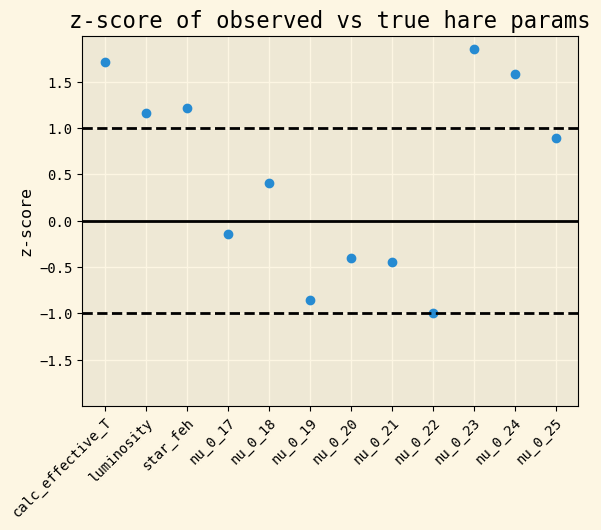 z-score of observed vs true hare params
z-score
1.5
1.0
0.5
0.0
−0.5
−1.0
−1.5
calc_effective_T
luminosity
star_feh
nu_0_17
nu_0_18
nu_0_19
nu_0_20
nu_0_21
nu_0_22
nu_0_23
nu_0_24
nu_0_25